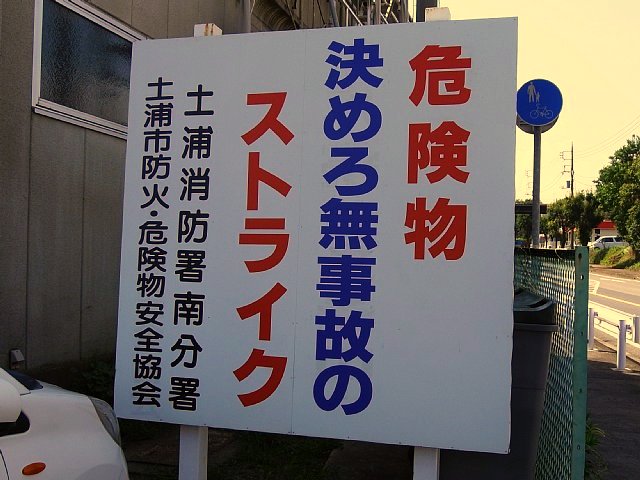 危険物
決めろ無事故の
ストライク
土浦消防署南分署
土浦市防火・危険物安全協会